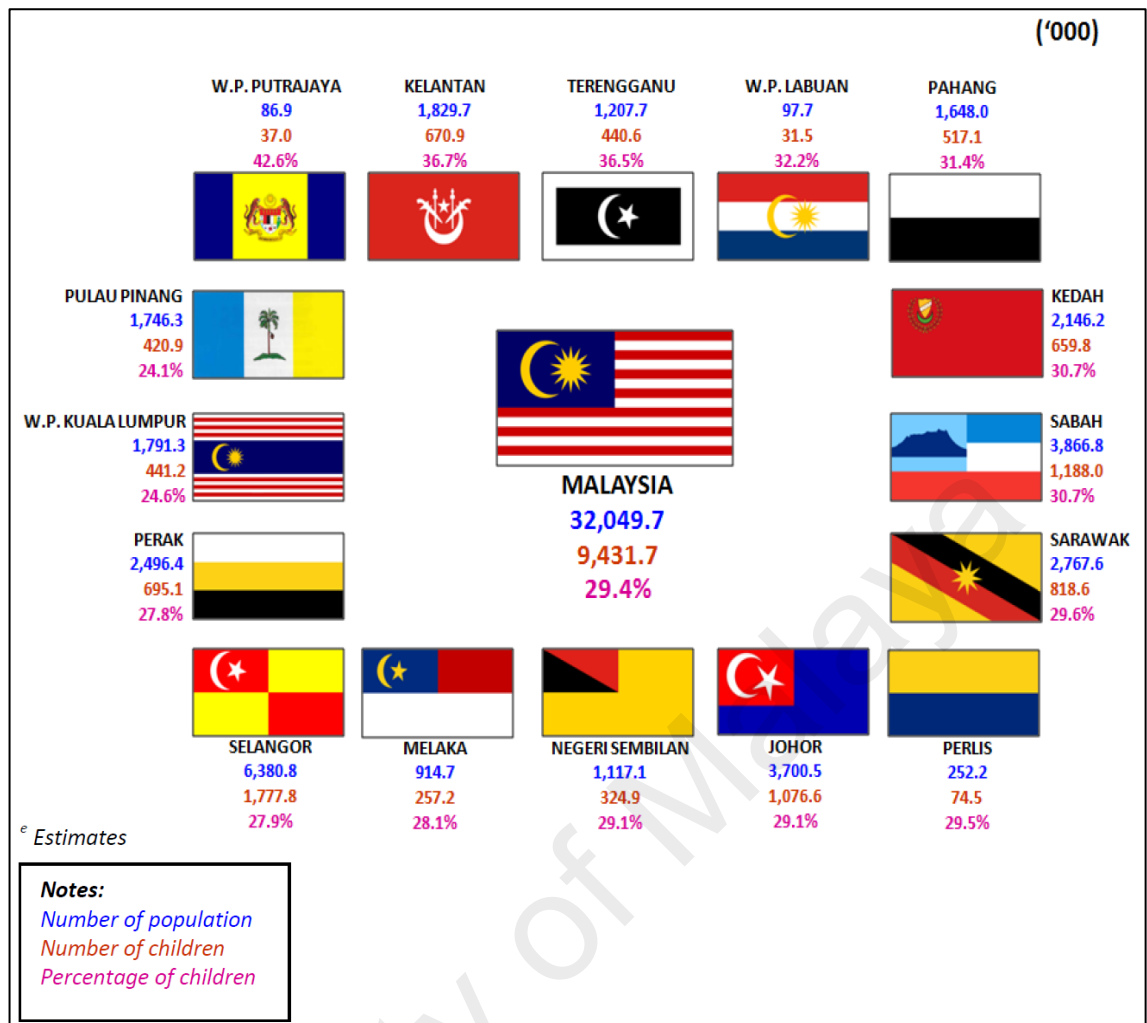 ('000)
W.P. PUTRAJAYA
86.9
37.0
42.6%
KELANTAN
1,829.7
670.9
36.7%
TERENGGANU
1,207.7
440.6
36.5%
W.P. LABUAN
97.7
31.5
32.2%
PAHANG
1,648.0
517.1
31.4%
PULAU PINANG
1,746.3
420.9
24.1%
KEDAH
2,146.2
659.8
30.7%
W.P. KUALA LUMPUR
1,791.3
441.2
24.6%
MALAYSIA
32,049.7
9,431.7
29.4%
SABAH
3,866.8
1,188.0
30.7%
PERAK
2,496.4
695.1
27.8%
SARAWAK
2,767.6
818.6
29.6%
SELANGOR
6,380.8
1,777.8
27.9%
MELAKA
914.7
257.2
28.1%
NEGERI SEMBILAN
1,117.1
324.9
29.1%
JOHOR
3,700.5
1,076.6
29.1%
PERLIS
252.2
74.5
29.5%
e Estimates
Notes:
Number of population
Number of children
Percentage of children
of Malaya